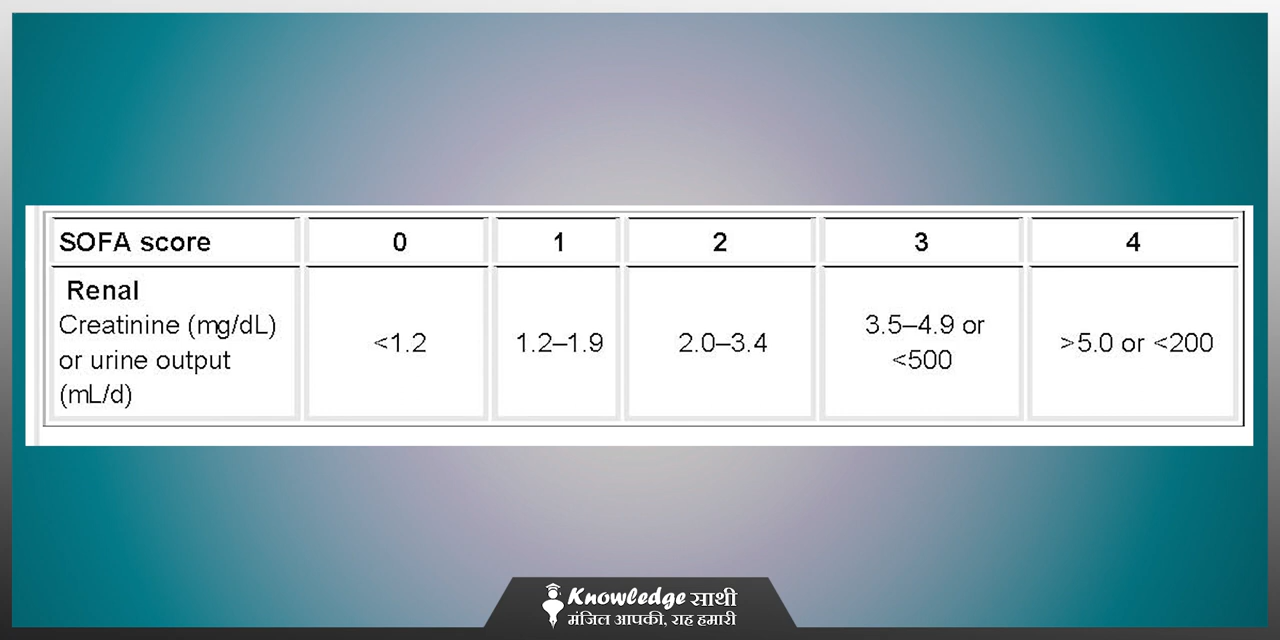 SOFA score 0 1 2 3 4
Renal
Creatinine (mg/dL)
or urine output
(mL/d)
<1.2
1.2–1.9
2.0–3.4
3.5–4.9 or
<500
>5.0 or <200
Knowledge साथी
मंजिल आपकी, राह हमारी